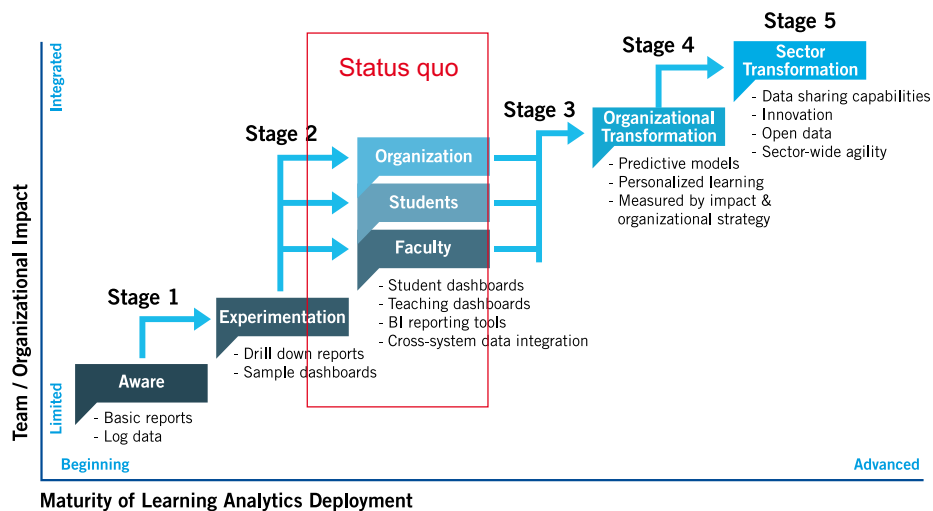 Stage 5
Stage 4
Sector
Transformation
- Data sharing capabilities
- Innovation
- Open data
- Sector-wide agility
Status quo
Stage 3
Organizational
Transformation
- Predictive models
- Personalized learning
- Measured by impact &
organizational strategy
Stage 2
Organization
Students
Faculty
- Student dashboards
- Teaching dashboards
- BI reporting tools
- Cross-system data integration
Stage 1
Experimentation
- Drill down reports
- Sample dashboards
Aware
- Basic reports
- Log data
Team / Organizational Impact
Integrated
Limited
Beginning
Advanced
Maturity of Learning Analytics Deployment